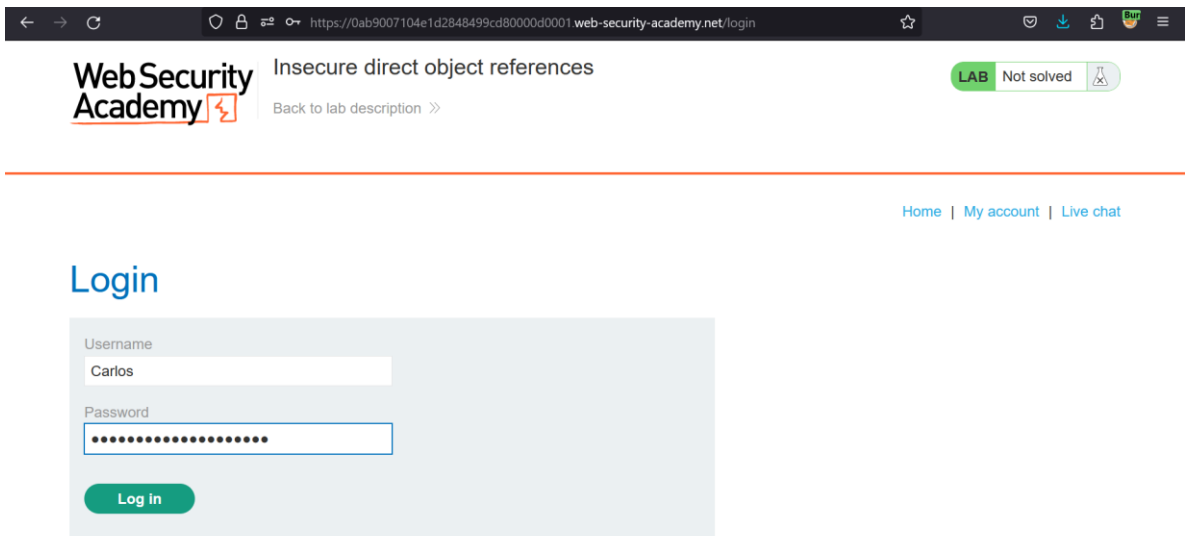 https://0ab9007104e1d2848499cd80000d0001.web-security-academy.net/login
Bur
Web Security
Academy
Insecure direct object references
Back to lab description
LAB Not solved
Home | My account | Live chat
Login
Username
Carlos
Password
••••••••••••••••••••
Log in